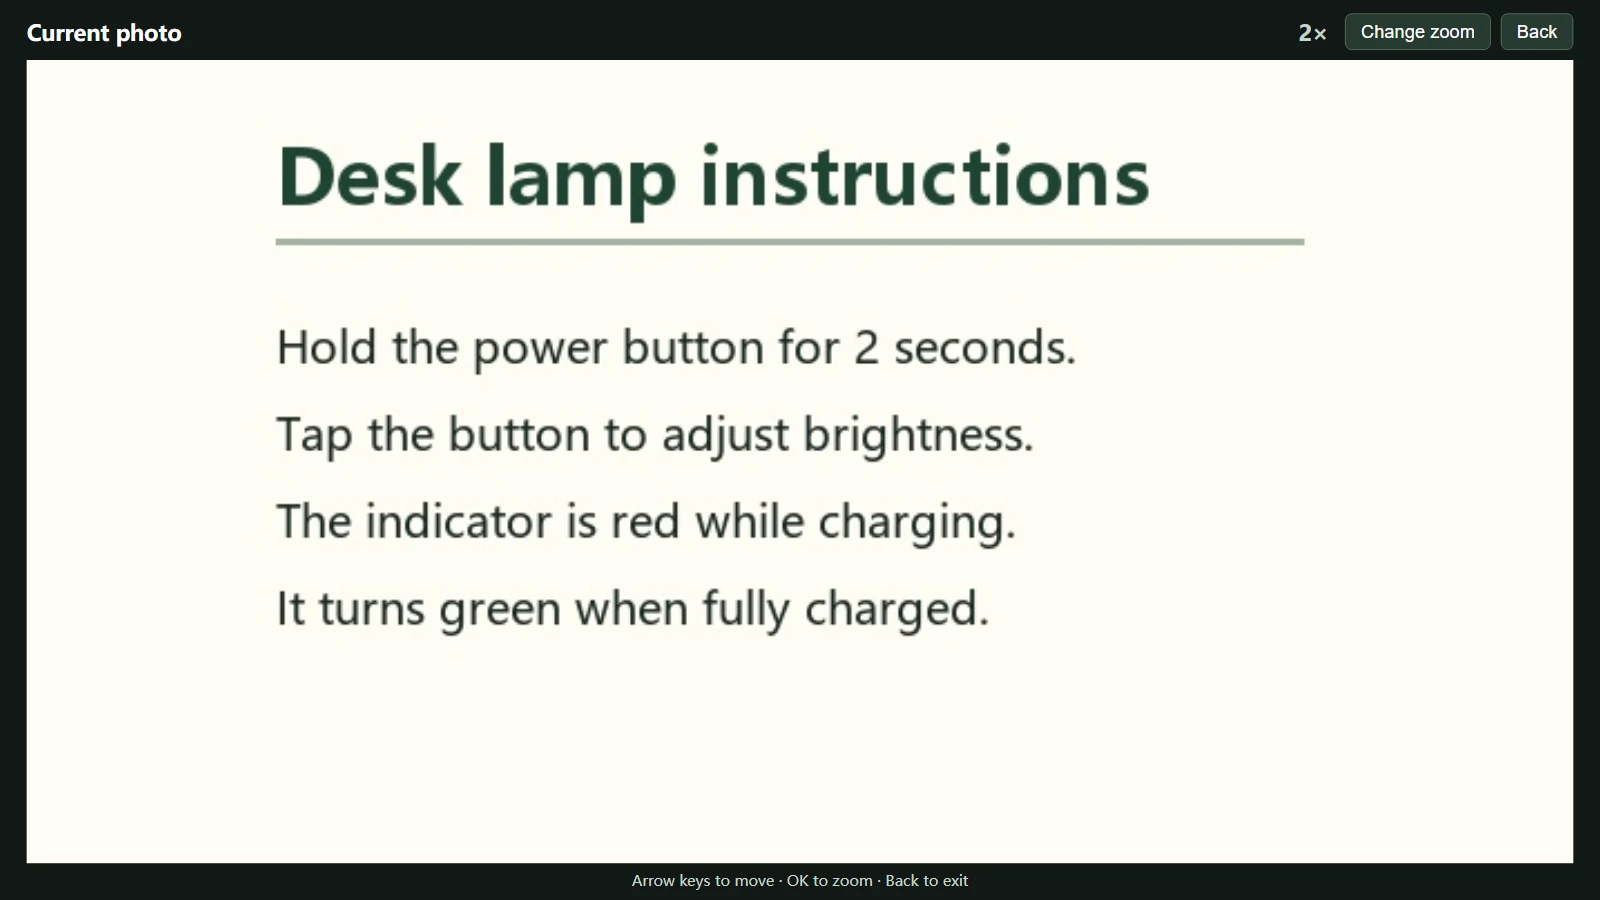 Current photo
2×
Change zoom
Back
Desk lamp instructions
Hold the power button for 2 seconds.
Tap the button to adjust brightness.
The indicator is red while charging.
It turns green when fully charged.
Arrow keys to move · OK to zoom · Back to exit